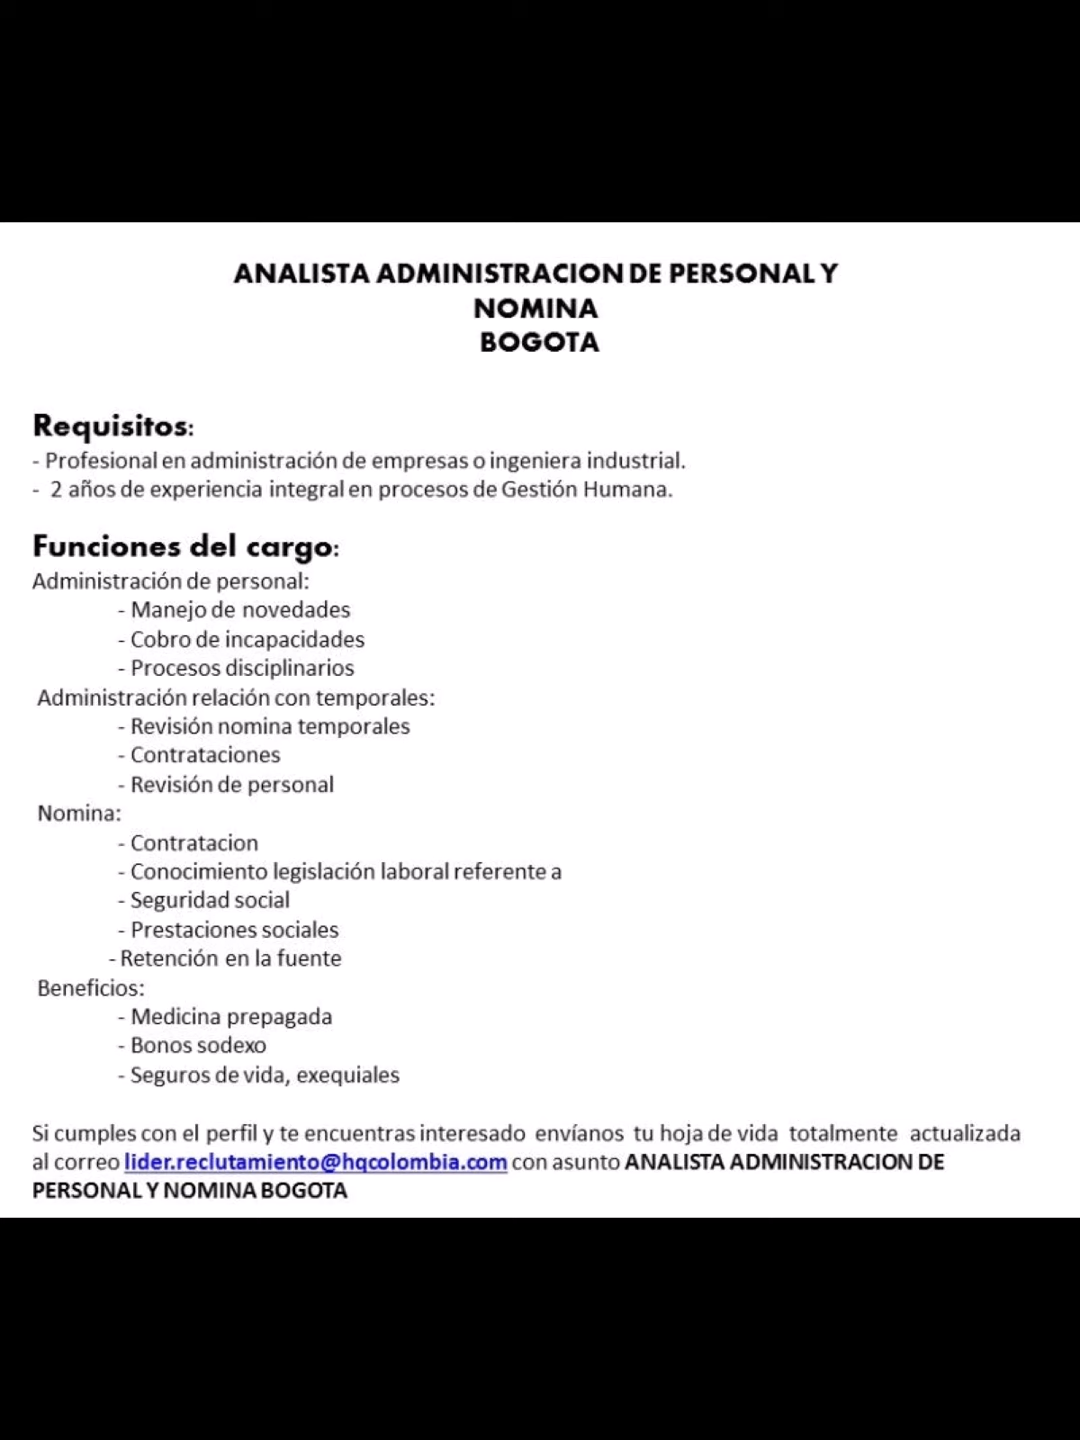 ANALISTA ADMINISTRACION DE PERSONAL Y
NOMINA
BOGOTA
Requisitos:
- Profesional en administración de empresas o ingeniera industrial.
- 2 años de experiencia integral en procesos de Gestión Humana.
Funciones del cargo:
Administración de personal:
- Manejo de novedades
- Cobro de incapacidades
- Procesos disciplinarios
Administración relación con temporales:
- Revisión nomina temporales
- Contrataciones
- Revisión de personal
Nomina:
- Contratacion
- Conocimiento legislación laboral referente a
- Seguridad social
- Prestaciones sociales
- Retención en la fuente
Beneficios:
- Medicina prepagada
- Bonos sodexo
- Seguros de vida, exequiales
Si cumples con el perfil y te encuentras interesado envíanos tu hoja de vida totalmente actualizada
al correo lider.reclutamiento@hqcolombia.com con asunto ANALISTA ADMINISTRACION DE
PERSONAL Y NOMINA BOGOTA